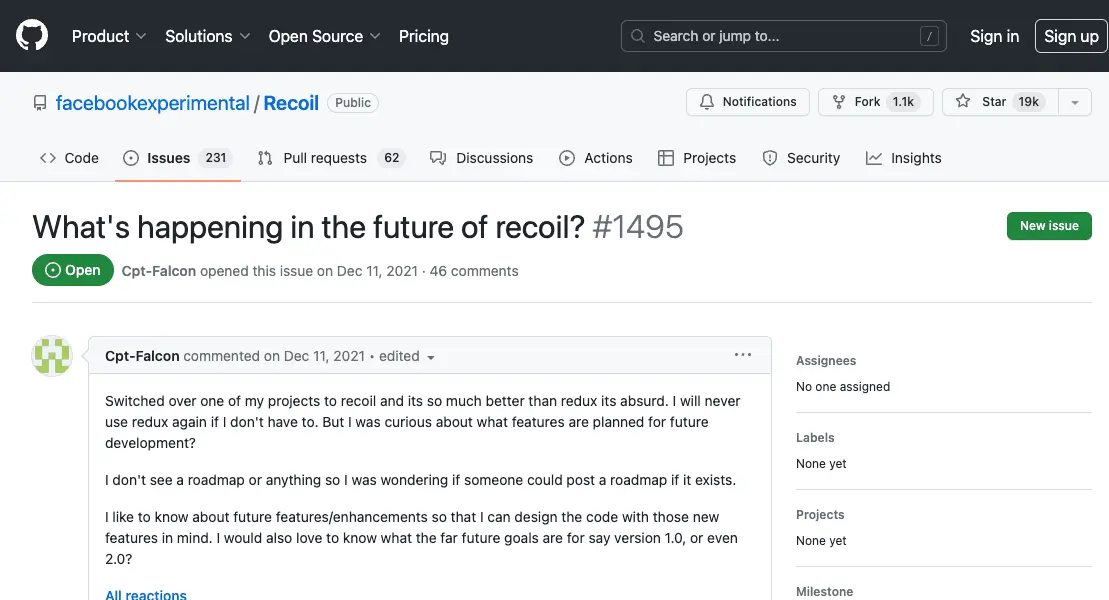 Product Solutions Open Source Pricing Search or jump to... / Sign in Sign up
facebookexperimental / Recoil Public Notifications Fork 1.1k Star 19k
Code Issues 231 Pull requests 62 Discussions Actions Projects Security Insights
What's happening in the future of recoil? #1495 New issue
Open Cpt-Falcon opened this issue on Dec 11, 2021 · 46 comments
Cpt-Falcon commented on Dec 11, 2021 • edited
Switched over one of my projects to recoil and its so much better than redux its absurd. I will never
use redux again if I don't have to. But I was curious about what features are planned for future
development?
I don't see a roadmap or anything so I was wondering if someone could post a roadmap if it exists.
I like to know about future features/enhancements so that I can design the code with those new
features in mind. I would also love to know what the far future goals are for say version 1.0, or even
2.0?
All reactions
Assignees
No one assigned
Labels
None yet
Projects
None yet
Milestone